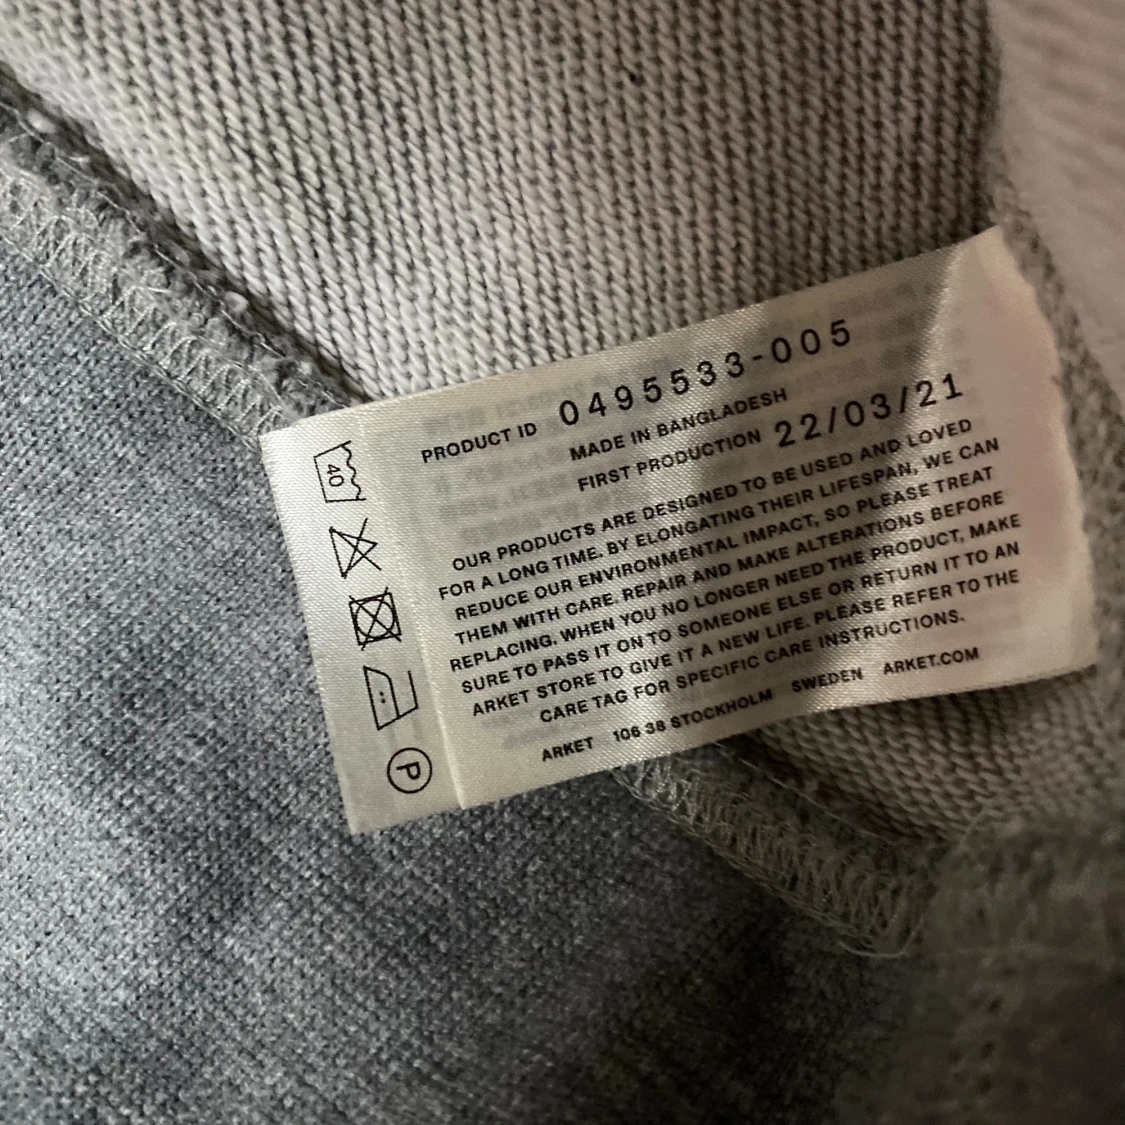 PRODUCT ID 0495533-005
MADE IN BANGLADESH
FIRST PRODUCTION 22/03/21
OUR PRODUCTS ARE DESIGNED TO BE USED AND LOVED
FOR A LONG TIME. BY ELONGATING THEIR LIFESPAN, WE CAN
REDUCE OUR ENVIRONMENTAL IMPACT, SO PLEASE TREAT
THEM WITH CARE. REPAIR AND MAKE ALTERATIONS BEFORE
REPLACING. WHEN YOU NO LONGER NEED THE PRODUCT, MAKE
SURE TO PASS IT ON TO SOMEONE ELSE OR RETURN IT TO AN
ARKET STORE TO GIVE IT A NEW LIFE. PLEASE REFER TO THE
CARE TAG FOR SPECIFIC CARE INSTRUCTIONS.
ARKET 106 38 STOCKHOLM SWEDEN ARKET.COM
40
P